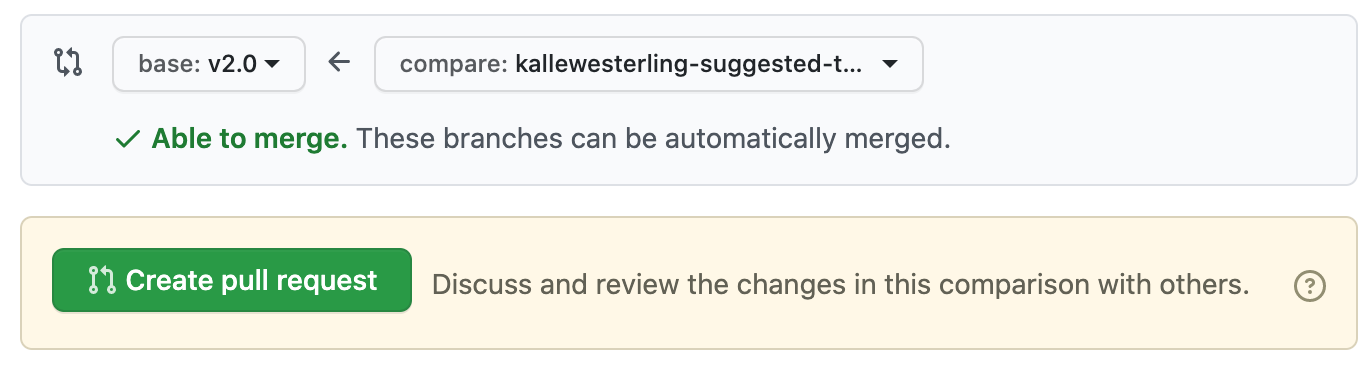 base: v2.0 ← compare: kallewesterling-suggested-t...
Able to merge. These branches can be automatically merged.
Create pull request Discuss and review the changes in this comparison with others. ?